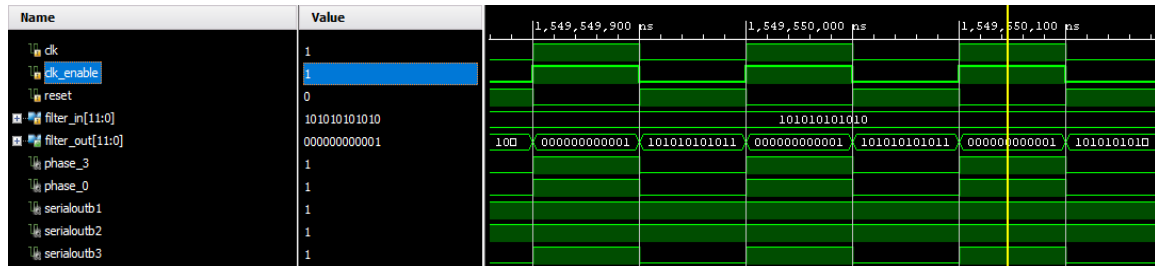 Name Value
1,549,549,900 ns 1,549,550,000 ns 1,549,550,100 ns
clk 1
clk_enable 1
reset 0
filter_in[11:0] 101010101010 101010101010
filter_out[11:0] 000000000001 10 000000000001 101010101011 000000000001 101010101011 000000000001 1010101010
phase_3 1
phase_0 1
serialoutb1 1
serialoutb2 1
serialoutb3 1